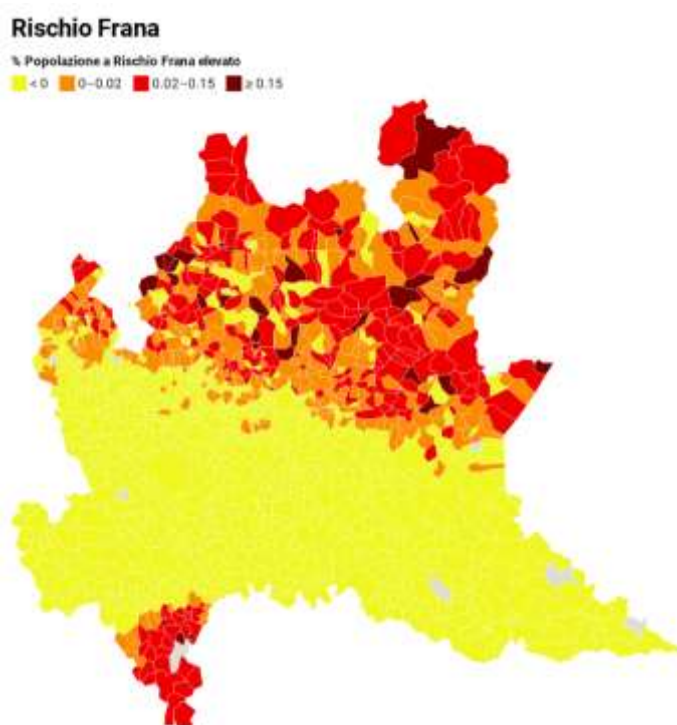 Rischio Frana
% Popolazione a Rischio Frana elevato
< 0 0–0.02 0.02–0.15 ≥ 0.15